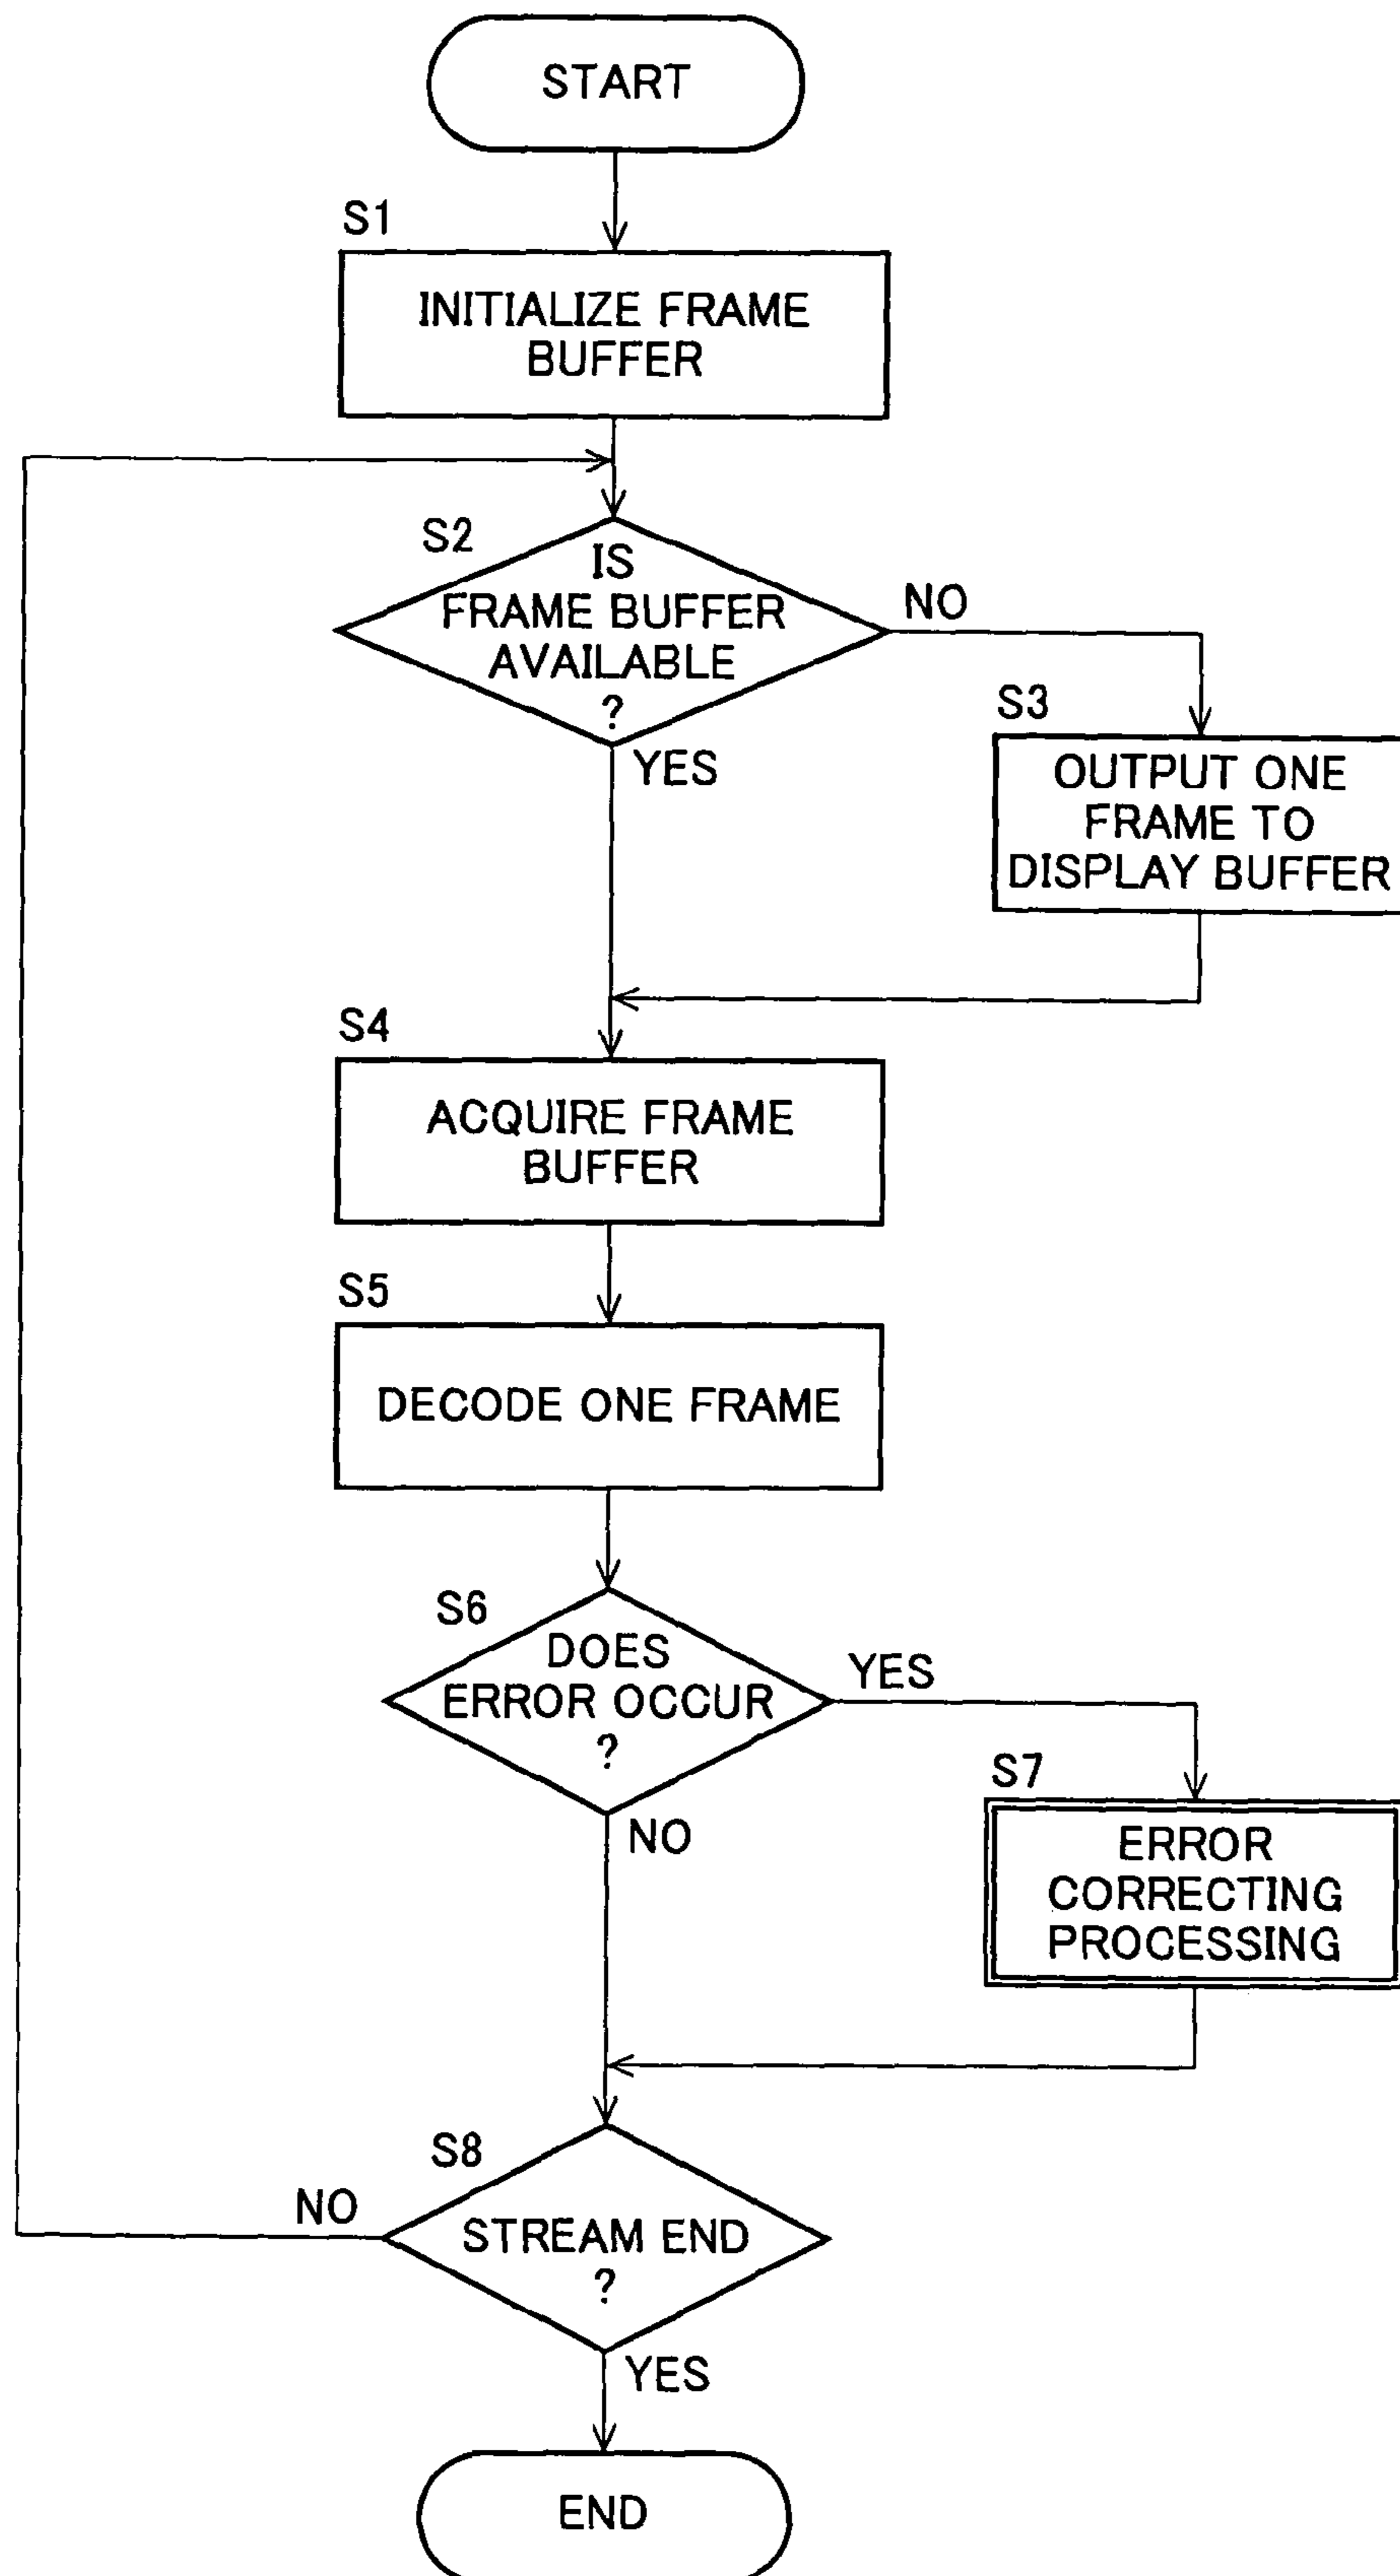 START
S1
INITIALIZE FRAME
BUFFER
S2
IS
FRAME BUFFER
AVAILABLE
?
NO
YES
S3
OUTPUT ONE
FRAME TO
DISPLAY BUFFER
S4
ACQUIRE FRAME
BUFFER
S5
DECODE ONE FRAME
S6
DOES
ERROR OCCUR
?
YES
NO
S7
ERROR
CORRECTING
PROCESSING
S8
NO
STREAM END
?
YES
END